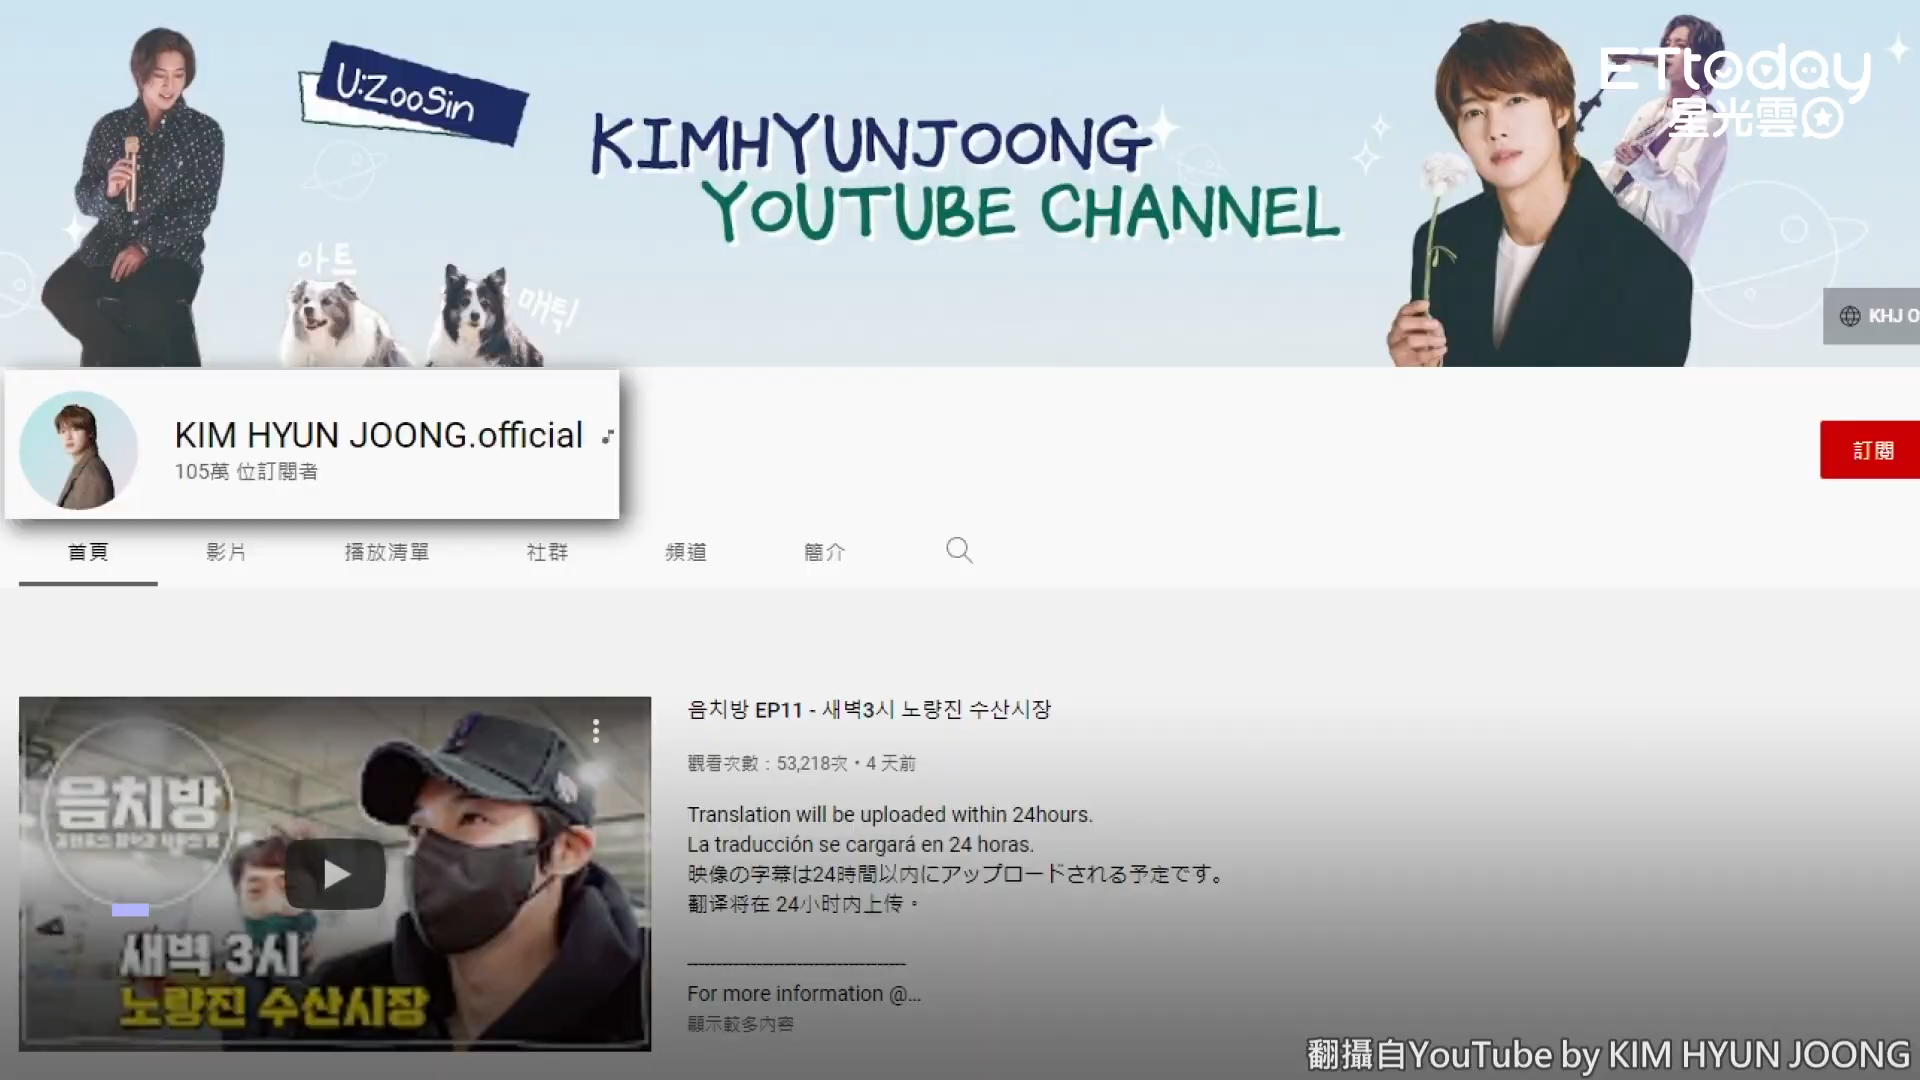 U:ZooSin
KIMHYUNJOONG
YOUTUBE CHANNEL
아트
매튀
ETtoday
星光雲
KHJ O
KIM HYUN JOONG.official
105萬 位訂閱者
訂閱
首頁
影片
播放清單
社群
頻道
簡介
음치방
새벽 3시
노량진 수산시장
음치방 EP11 - 새벽3시 노량진 수산시장
觀看次數：53,218次・4 天前
Translation will be uploaded within 24hours.
La traducción se cargará en 24 horas.
映像の字幕は24時間以内にアップロードされる予定です。
翻译将在 24小时内上传。
For more information @...
顯示較多內容
翻攝自YouTube by KIM HYUN JOONG